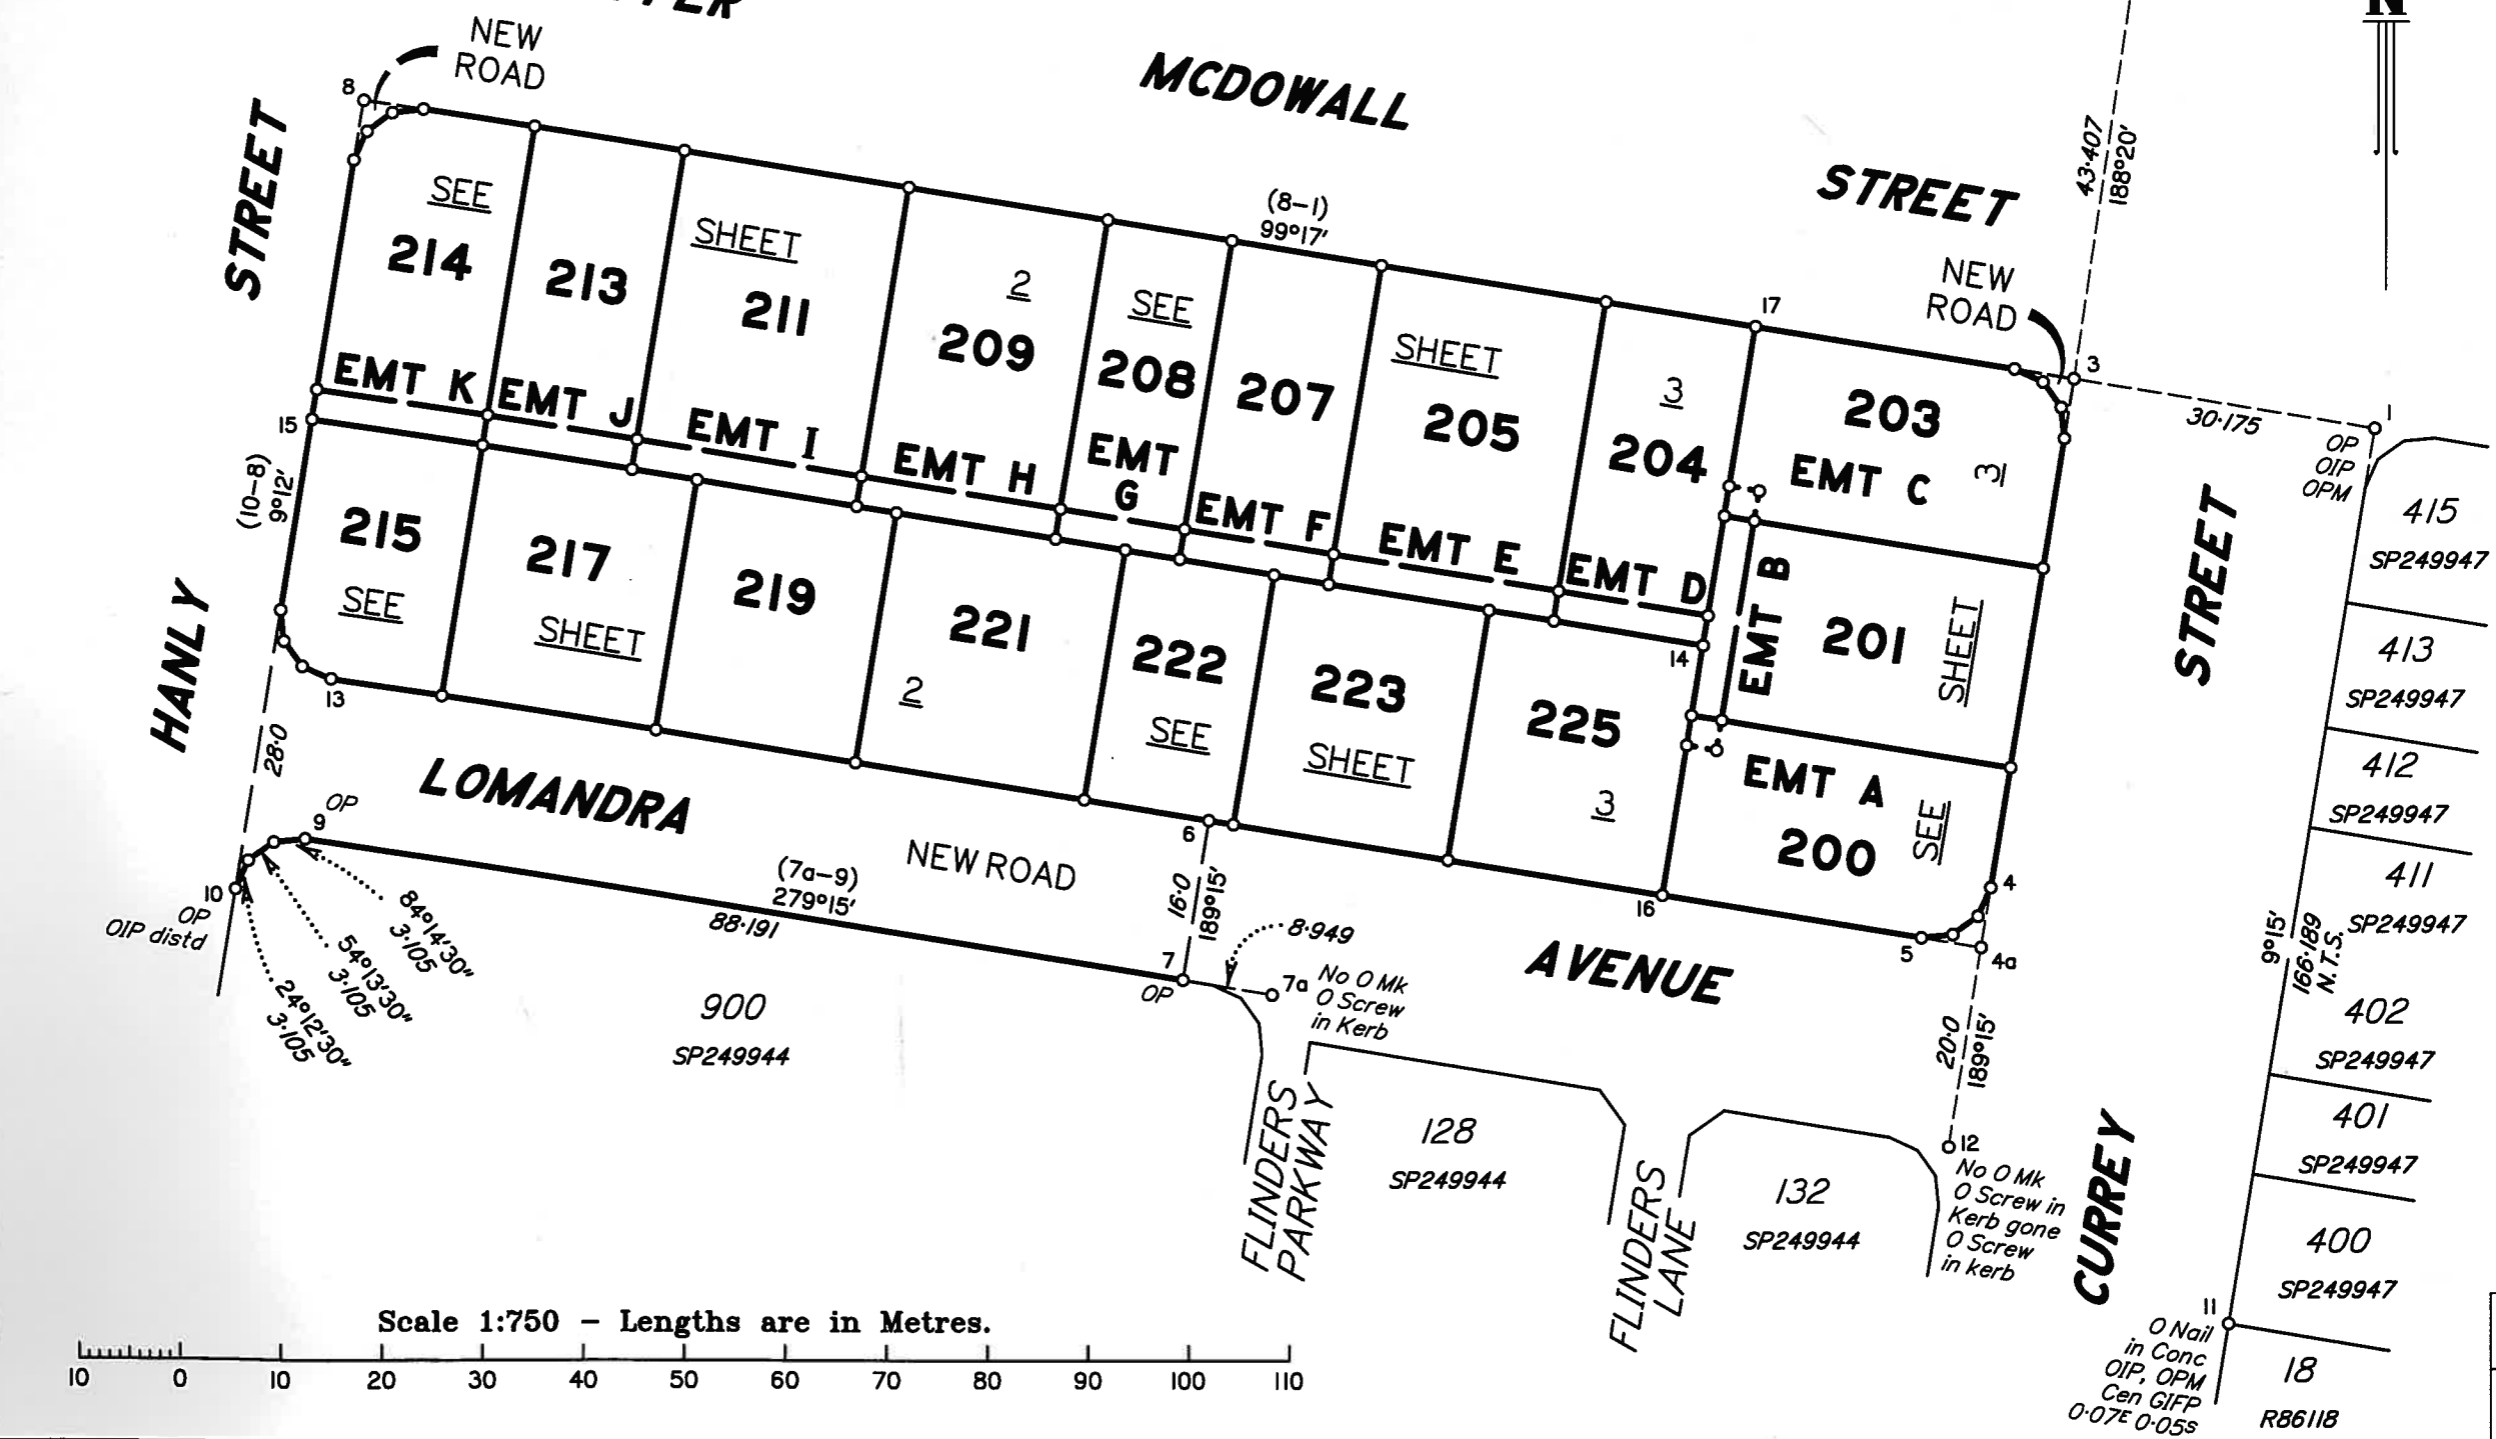 NEW
ROAD
8
MCDOWALL
STREET
N
STREET
43·407
188°20'
(8-1)
99°17'
NEW
ROAD
17
3
1
30·175
OP
OIP
OPM
SEE
214
213
SHEET
211
2
209
SEE
208
207
SHEET
205
3
204
203
3
EMT K
EMT J
EMT I
EMT H
EMT
G
EMT F
EMT E
EMT D
EMT C
EMT B
EMT A
15
(10-8)
9°12'
HANLY
28·0
215
SEE
217
SHEET
219
221
2
222
SEE
223
SHEET
225
3
14
201
SHEET
200
SEE
13
6
16
5
4
4a
STREET
415
SP249947
413
SP249947
412
SP249947
411
SP249947
9°15'
166·189
N.T.S.
402
SP249947
401
SP249947
400
SP249947
18
R86118
LOMANDRA
NEW ROAD
AVENUE
OP
9
10
OP
OIP distd
84°14'30"
3·105
54°13'30"
3·105
24°12'30"
3·105
(7a-9)
279°15'
88·191
900
SP249944
16·0
189°15'
7
OP
8·949
7a
No O Mk
O Screw
in Kerb
FLINDERS
PARKWAY
128
SP249944
FLINDERS
LANE
132
SP249944
20·0
189°15'
12
No O Mk
O Screw in
Kerb gone
O Screw
in kerb
CURREY
11
O Nail
in Conc
OIP, OPM
Cen GIFP
0·07E 0·05S
Scale 1:750 – Lengths are in Metres.
10 0 10 20 30 40 50 60 70 80 90 100 110